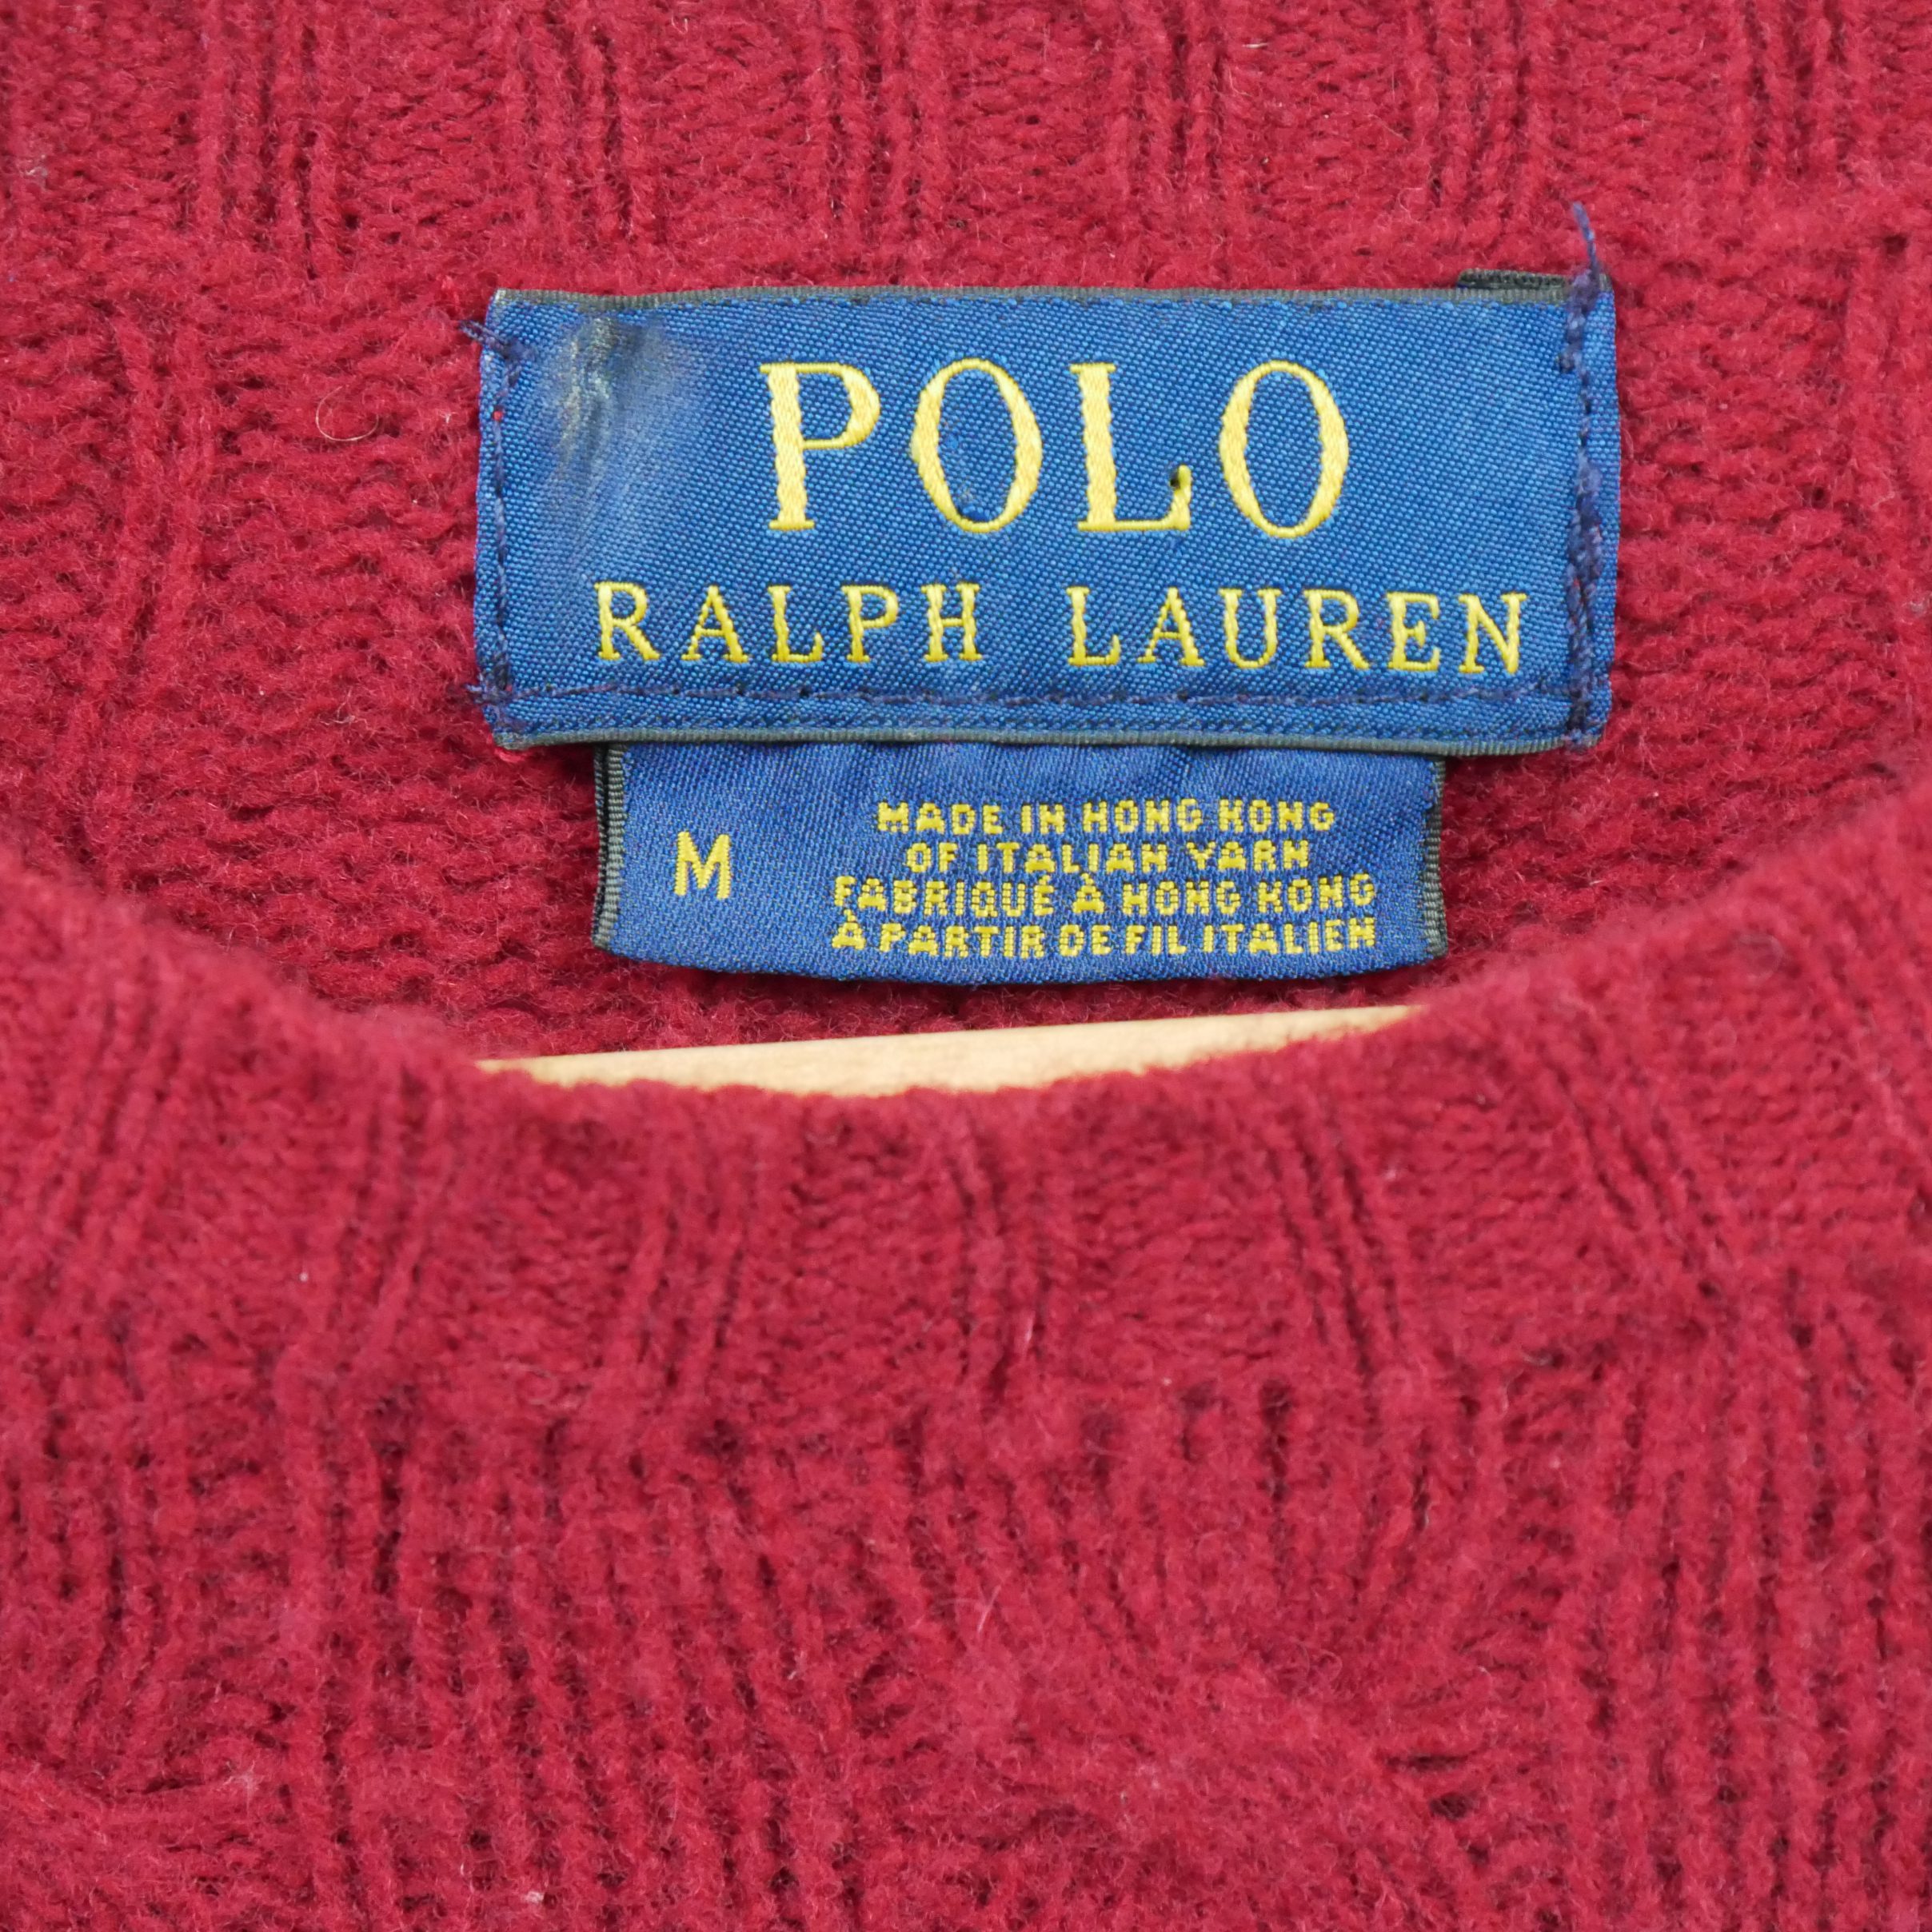 POLO
RALPH LAUREN
M
MADE IN HONG KONG
OF ITALIAN YARN
FABRIQUÉ À HONG KONG
À PARTIR DE FIL ITALIEN